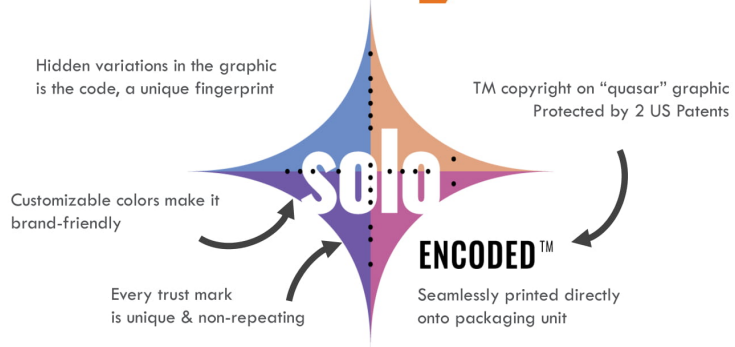 Hidden variations in the graphic
is the code, a unique fingerprint
TM copyright on “quasar” graphic
Protected by 2 US Patents
solo
Customizable colors make it
brand-friendly
ENCODED™
Every trust mark
is unique & non-repeating
Seamlessly printed directly
onto packaging unit